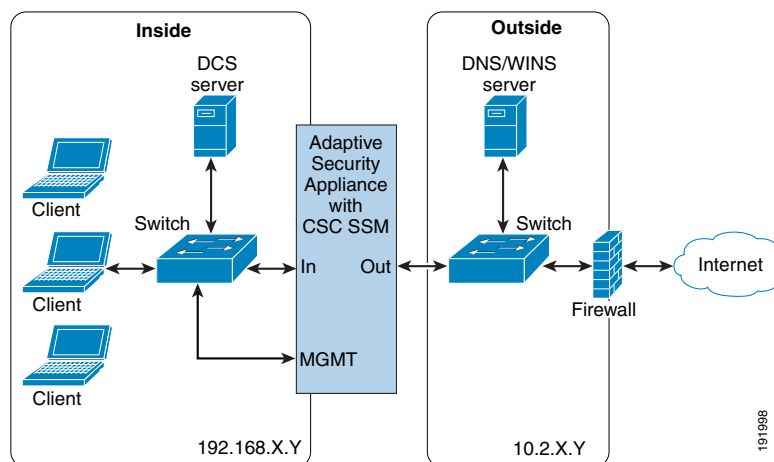 Inside
DCS
server
Client
Client
Client
Switch
Adaptive
Security
Appliance
with
CSC SSM
In
Out
MGMT
192.168.X.Y
Outside
DNS/WINS
server
Switch
Firewall
Internet
10.2.X.Y
191998